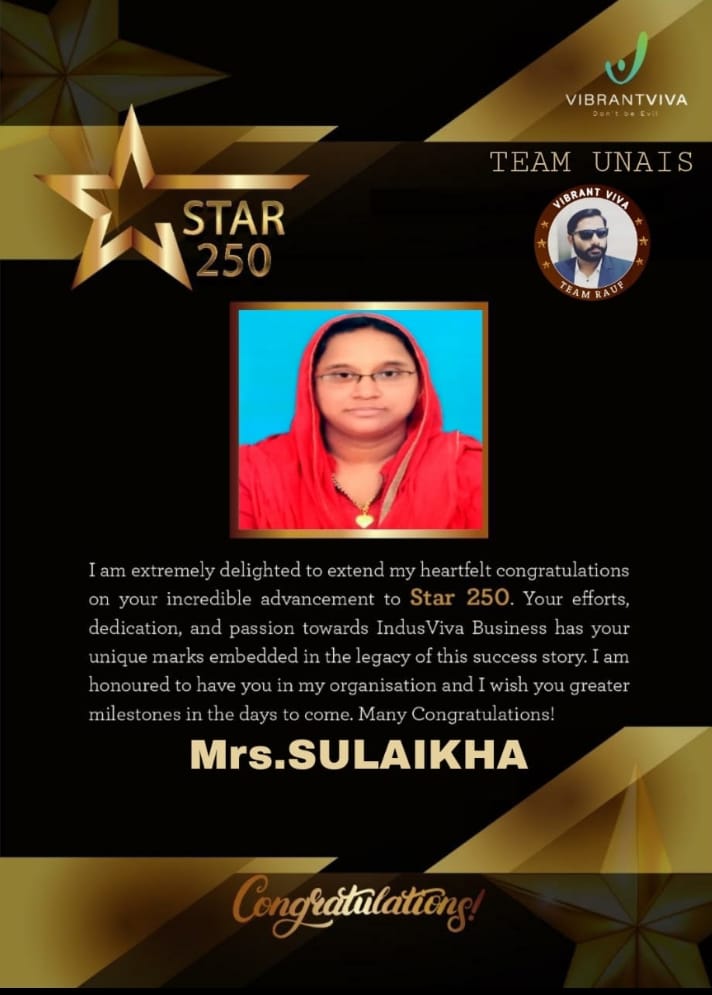 VIBRANTVIVA
Don't be Evil
TEAM UNAIS
VIBRANT VIVA
TEAM RAUF
STAR
250
I am extremely delighted to extend my heartfelt congratulations
on your incredible advancement to Star 250. Your efforts,
dedication, and passion towards IndusViva Business has your
unique marks embedded in the legacy of this success story. I am
honoured to have you in my organisation and I wish you greater
milestones in the days to come. Many Congratulations!
Mrs.SULAIKHA
Congratulations!